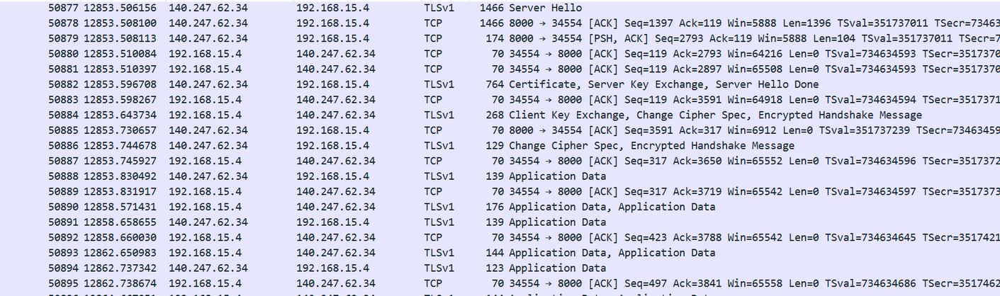 50877 12853.506156 140.247.62.34 192.168.15.4 TLSv1 1466 Server Hello
50878 12853.508100 140.247.62.34 192.168.15.4 TCP 1466 8000 → 34554 [ACK] Seq=1397 Ack=119 Win=5888 Len=1396 TSval=351737011 TSecr=73463
50879 12853.508113 140.247.62.34 192.168.15.4 TCP 174 8000 → 34554 [PSH, ACK] Seq=2793 Ack=119 Win=5888 Len=104 TSval=351737011 TSecr=7
50880 12853.510084 192.168.15.4 140.247.62.34 TCP 70 34554 → 8000 [ACK] Seq=119 Ack=2793 Win=64216 Len=0 TSval=734634593 TSecr=3517370
50881 12853.510397 192.168.15.4 140.247.62.34 TCP 70 34554 → 8000 [ACK] Seq=119 Ack=2897 Win=65508 Len=0 TSval=734634593 TSecr=3517370
50882 12853.596708 140.247.62.34 192.168.15.4 TLSv1 764 Certificate, Server Key Exchange, Server Hello Done
50883 12853.598267 192.168.15.4 140.247.62.34 TCP 70 34554 → 8000 [ACK] Seq=119 Ack=3591 Win=64918 Len=0 TSval=734634594 TSecr=3517371
50884 12853.643734 192.168.15.4 140.247.62.34 TLSv1 268 Client Key Exchange, Change Cipher Spec, Encrypted Handshake Message
50885 12853.730657 140.247.62.34 192.168.15.4 TCP 70 8000 → 34554 [ACK] Seq=3591 Ack=317 Win=6912 Len=0 TSval=351737239 TSecr=73463459
50886 12853.744678 140.247.62.34 192.168.15.4 TLSv1 129 Change Cipher Spec, Encrypted Handshake Message
50887 12853.745927 192.168.15.4 140.247.62.34 TCP 70 34554 → 8000 [ACK] Seq=317 Ack=3650 Win=65552 Len=0 TSval=734634596 TSecr=3517372
50888 12853.830492 140.247.62.34 192.168.15.4 TLSv1 139 Application Data
50889 12853.831917 192.168.15.4 140.247.62.34 TCP 70 34554 → 8000 [ACK] Seq=317 Ack=3719 Win=65542 Len=0 TSval=734634597 TSecr=3517373
50890 12858.571431 192.168.15.4 140.247.62.34 TLSv1 176 Application Data, Application Data
50891 12858.658655 140.247.62.34 192.168.15.4 TLSv1 139 Application Data
50892 12858.660030 192.168.15.4 140.247.62.34 TCP 70 34554 → 8000 [ACK] Seq=423 Ack=3788 Win=65542 Len=0 TSval=734634645 TSecr=3517421
50893 12862.650983 192.168.15.4 140.247.62.34 TLSv1 144 Application Data, Application Data
50894 12862.737342 140.247.62.34 192.168.15.4 TLSv1 123 Application Data
50895 12862.738674 192.168.15.4 140.247.62.34 TCP 70 34554 → 8000 [ACK] Seq=497 Ack=3841 Win=65558 Len=0 TSval=734634686 TSecr=3517462